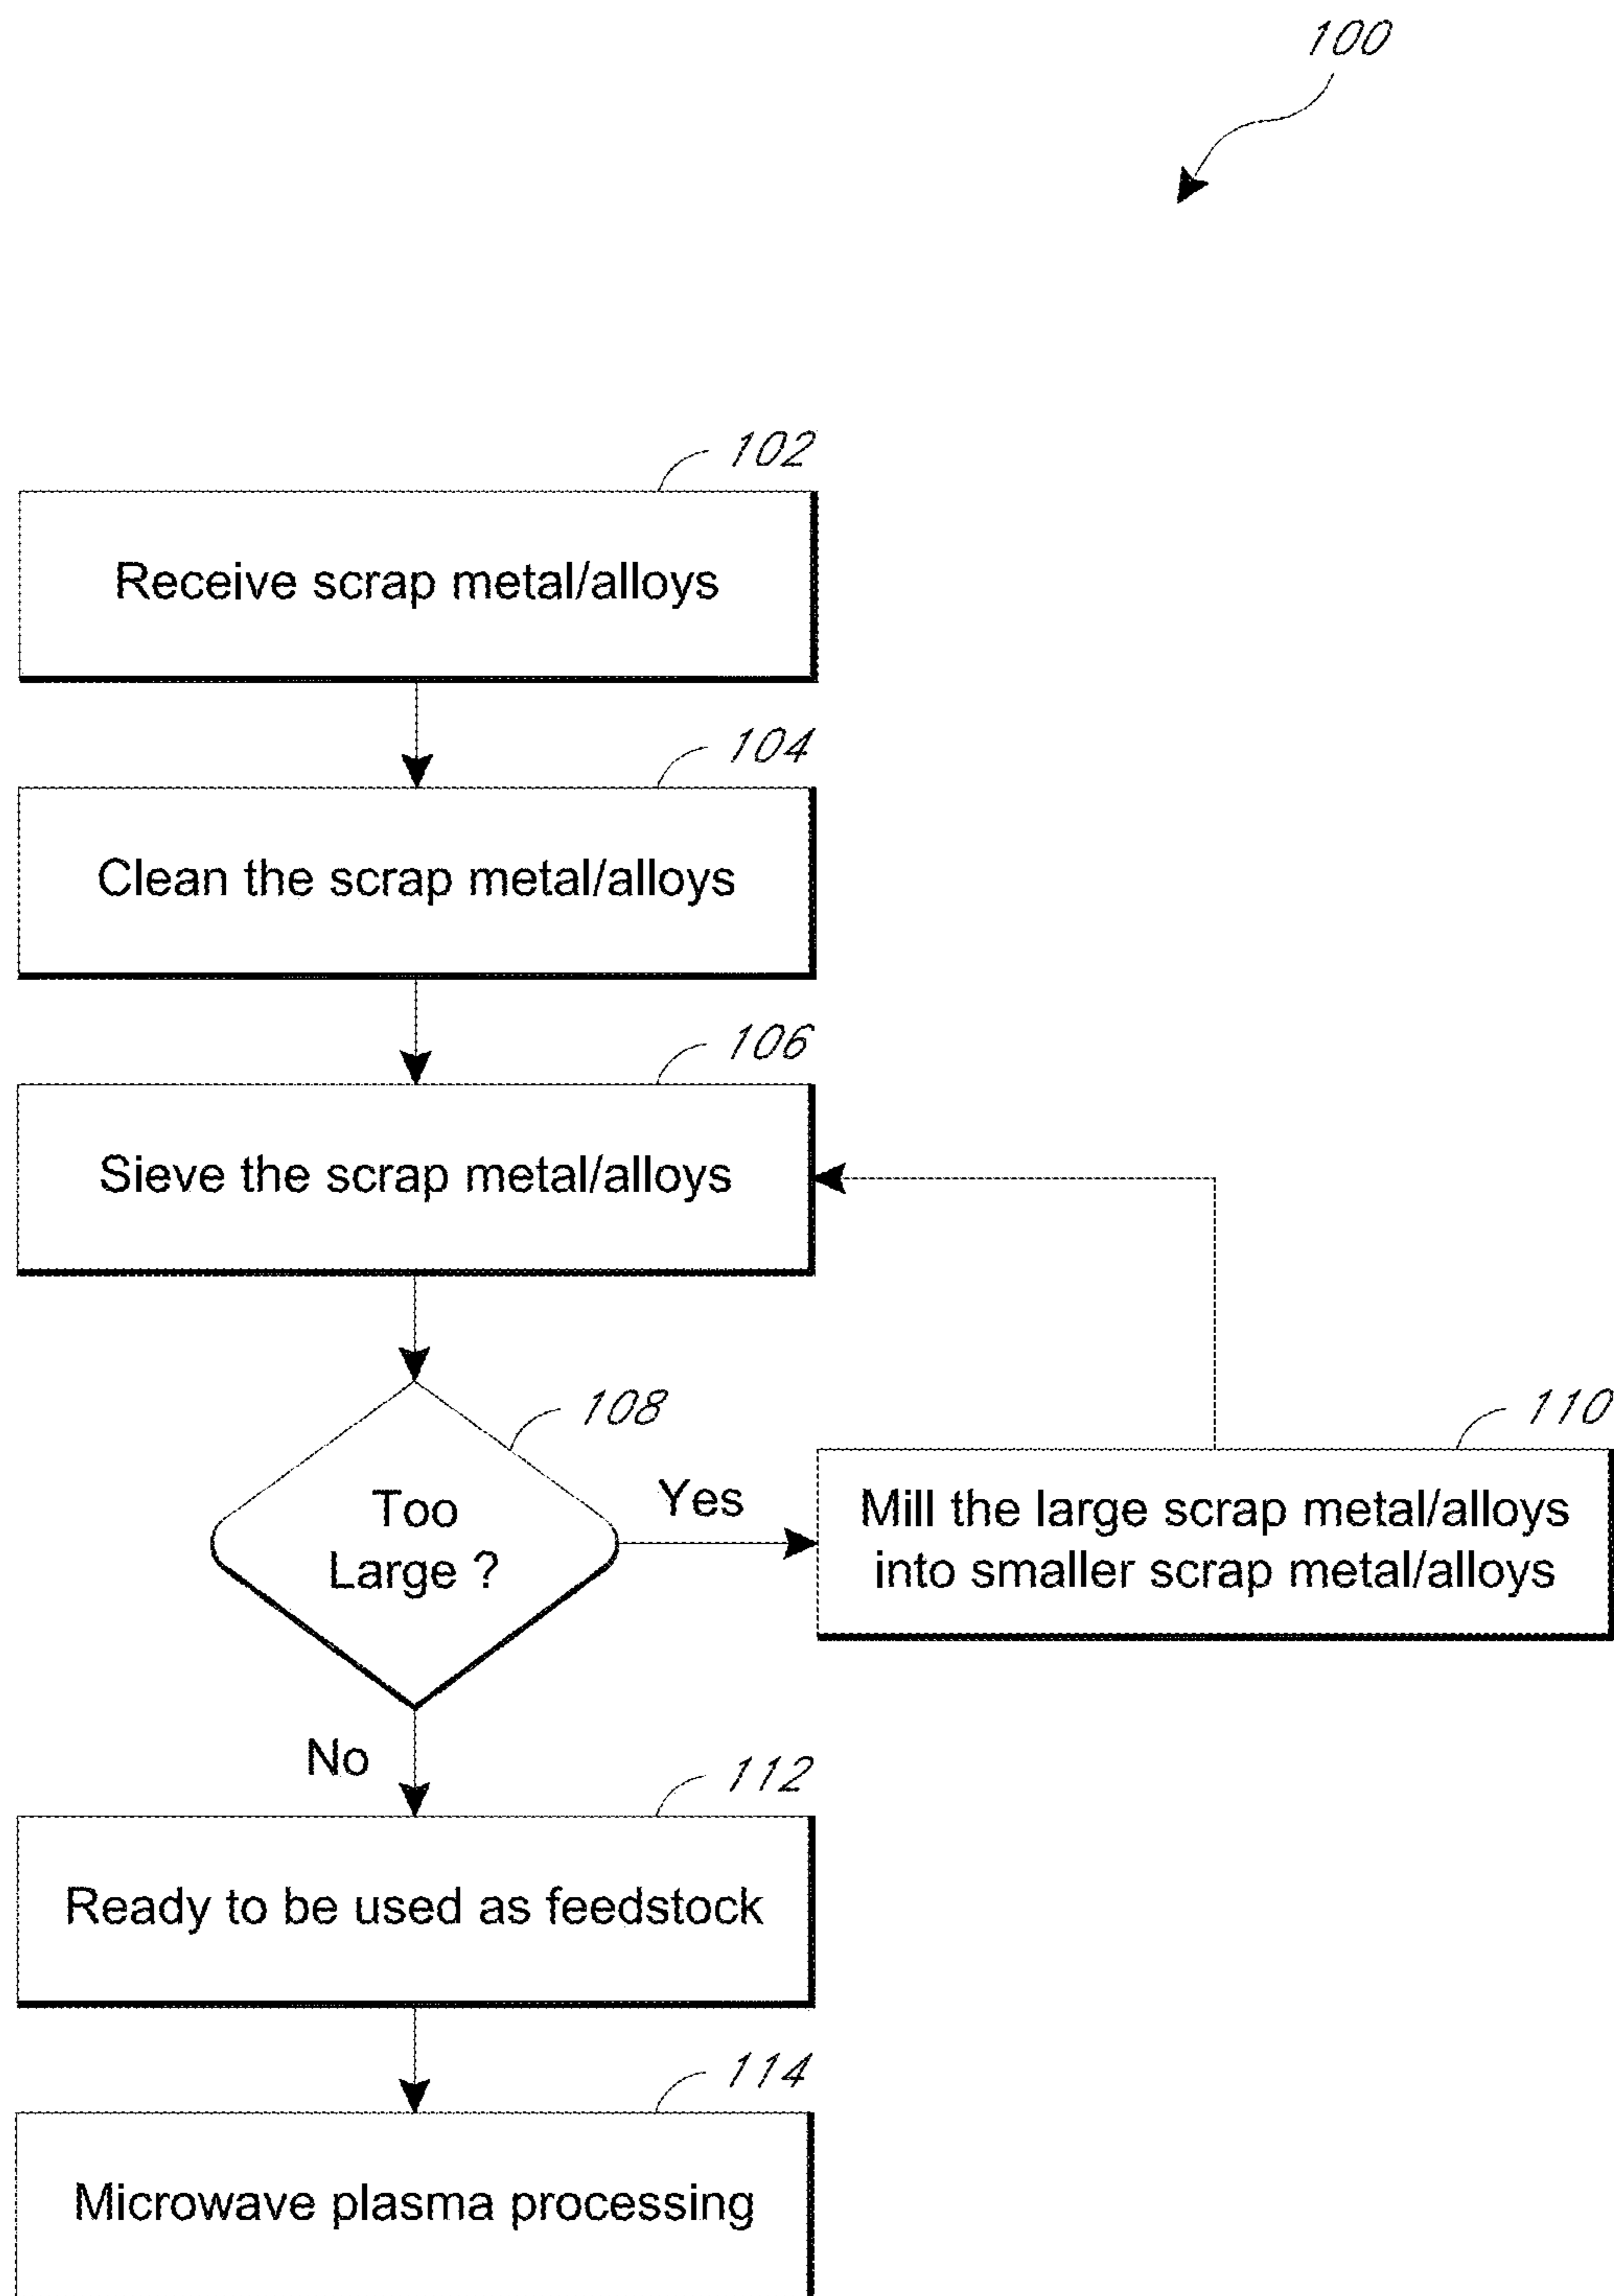 100
102
Receive scrap metal/alloys
104
Clean the scrap metal/alloys
106
Sieve the scrap metal/alloys
108
Too
Large ?
Yes
110
Mill the large scrap metal/alloys
into smaller scrap metal/alloys
No
112
Ready to be used as feedstock
114
Microwave plasma processing